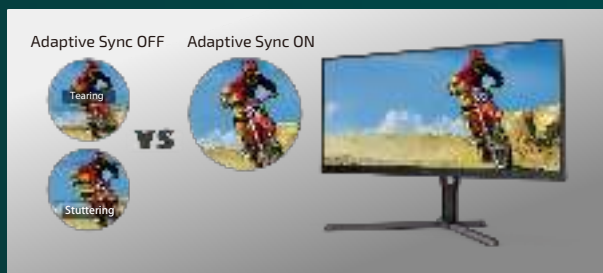 Adaptive Sync OFF
Adaptive Sync ON
Tearing
VS
Stuttering